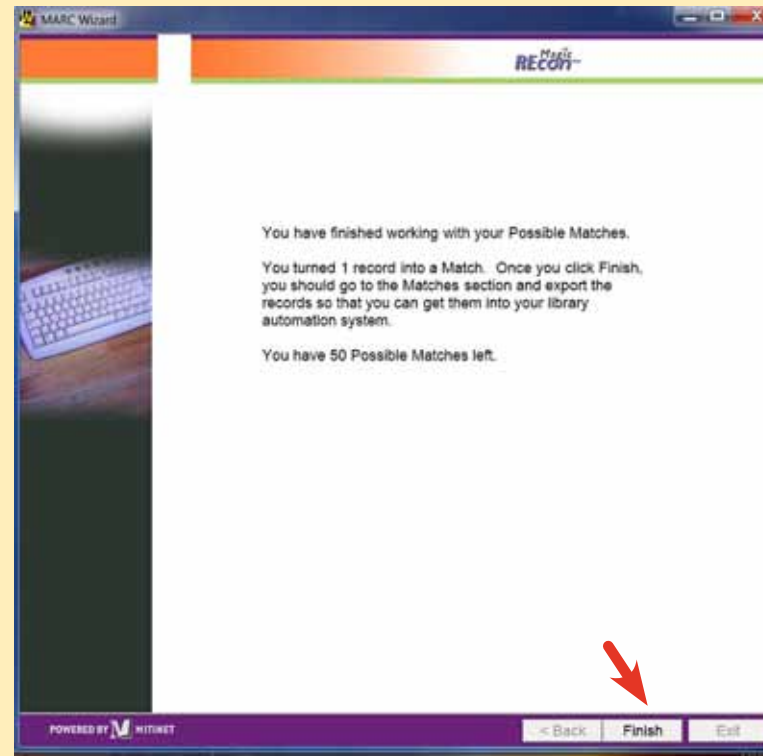 MARC Wizard
Magic
REcon
You have finished working with your Possible Matches.
You turned 1 record into a Match. Once you click Finish,
you should go to the Matches section and export the
records so that you can get them into your library
automation system.
You have 50 Possible Matches left.
POWERED BY MITINET
< Back Finish Exit